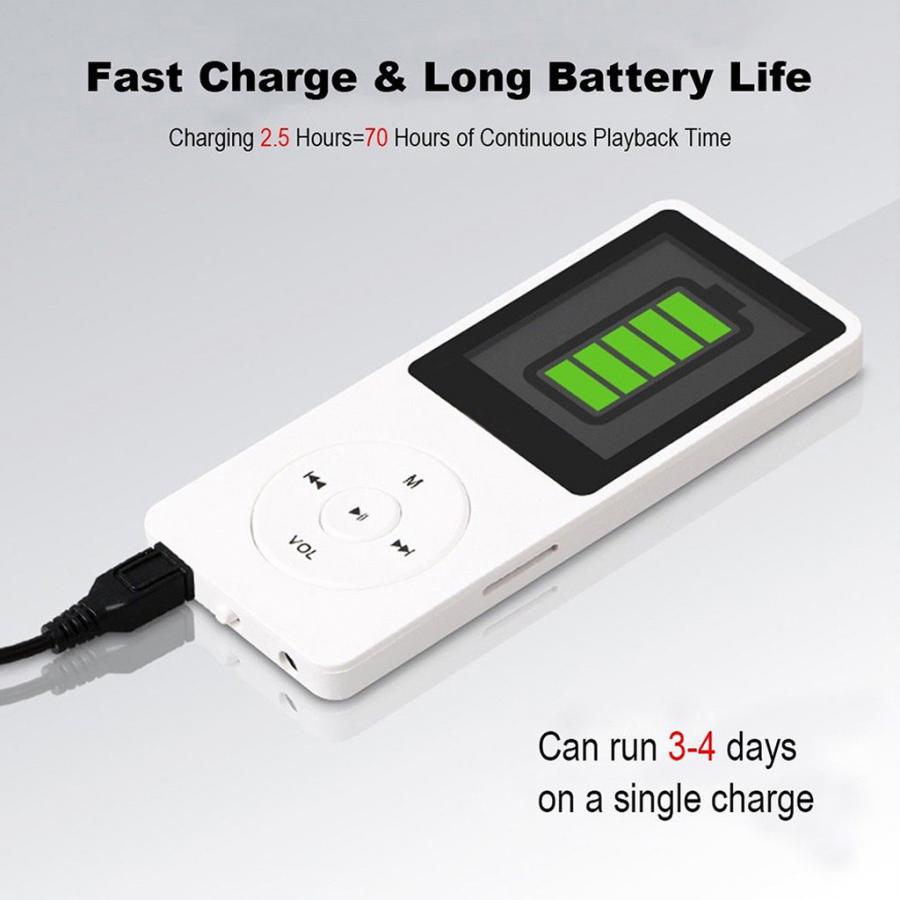 Fast Charge & Long Battery Life
Charging 2.5 Hours=70 Hours of Continuous Playback Time
M
VOL
Can run 3-4 days
on a single charge